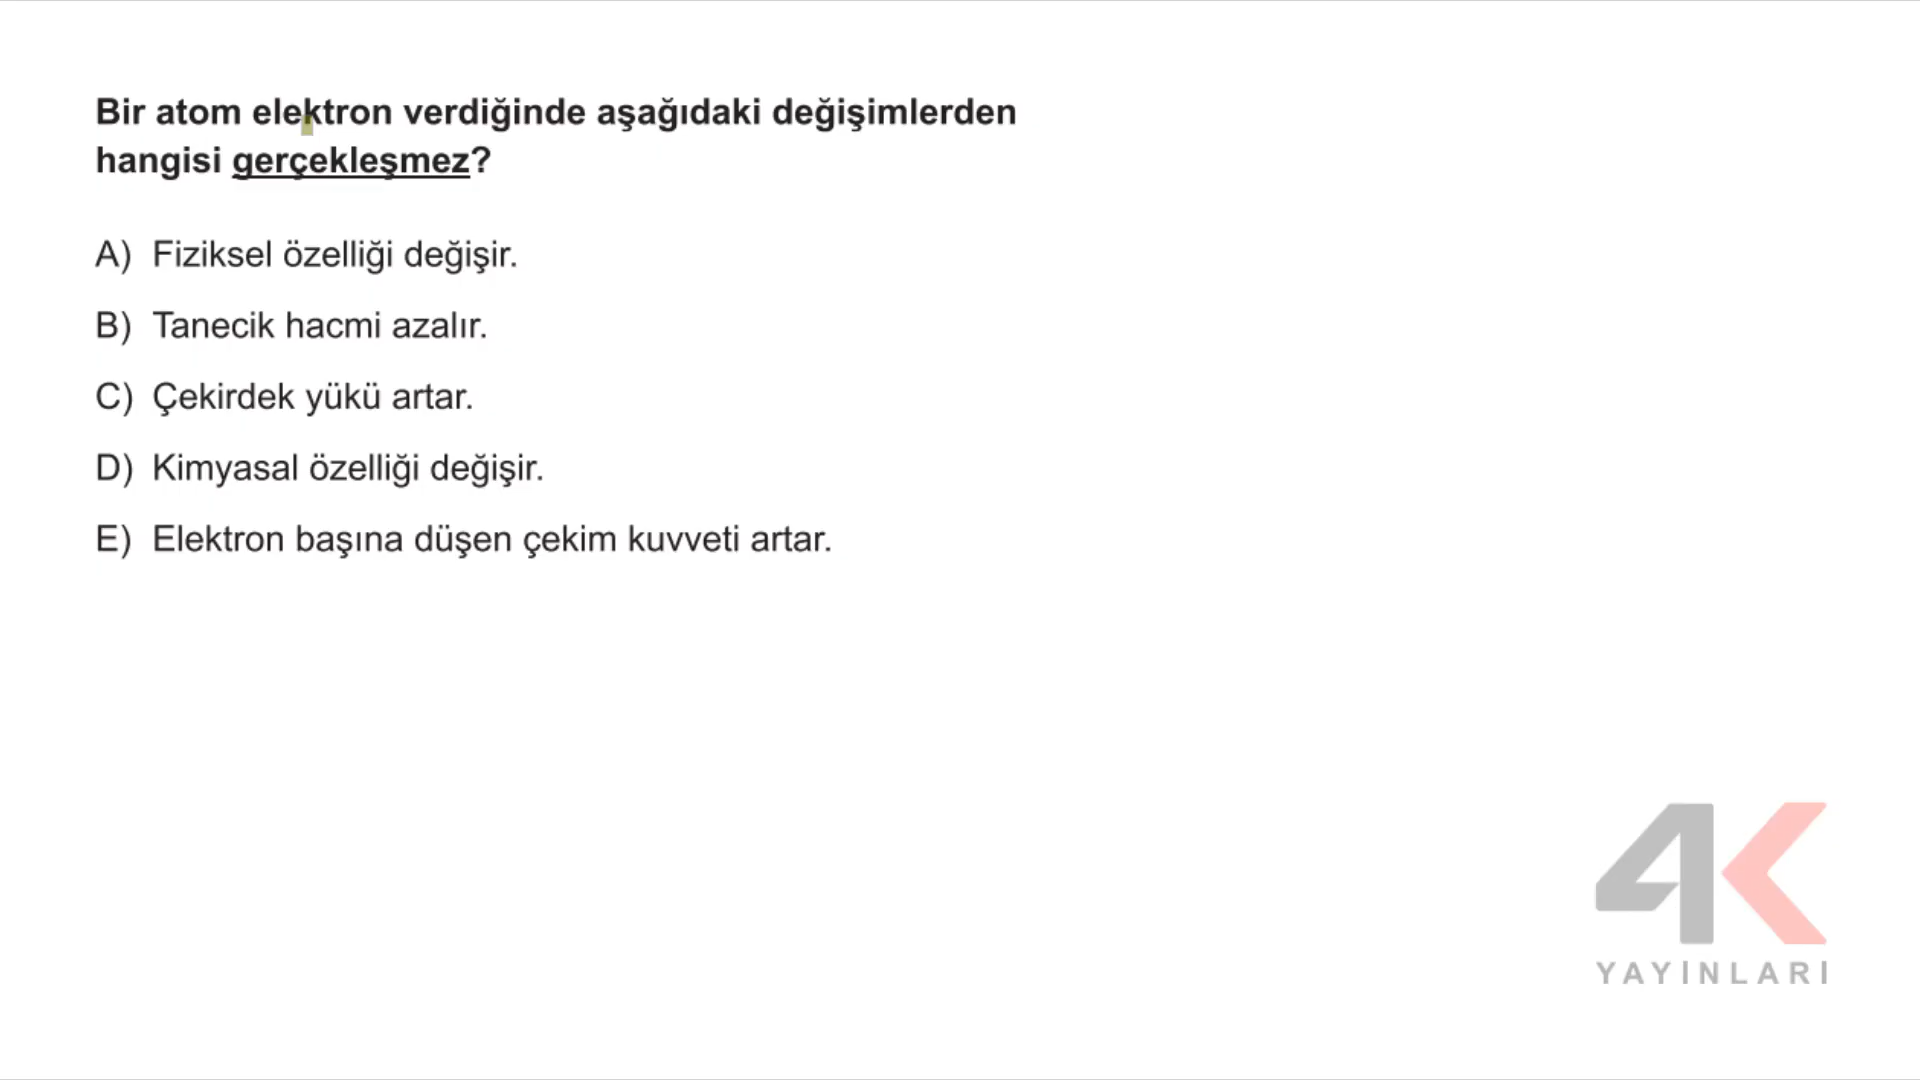 Bir atom elektron verdiğinde aşağıdaki değişimlerden
hangisi gerçekleşmez?
A) Fiziksel özelliği değişir.
B) Tanecik hacmi azalır.
C) Çekirdek yükü artar.
D) Kimyasal özelliği değişir.
E) Elektron başına düşen çekim kuvveti artar.
4K
YAYINLARI